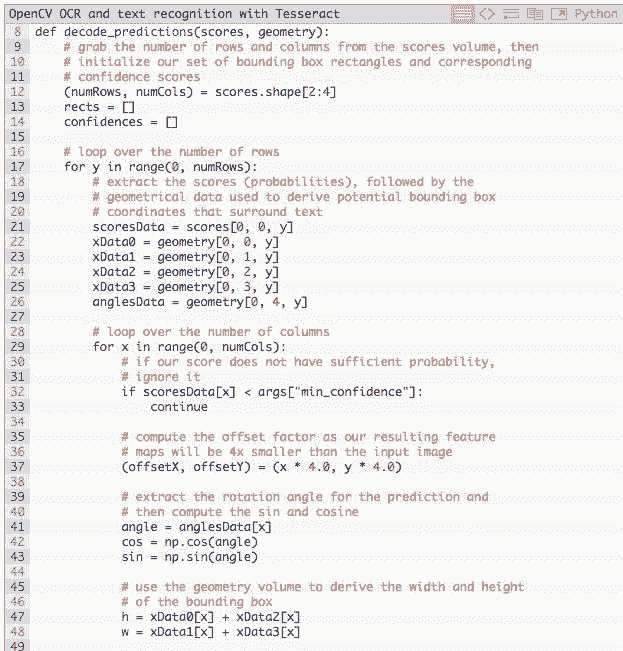 OpenCV OCR and text recognition with Tesseract Python
8 def decode_predictions(scores, geometry):
9 # grab the number of rows and columns from the scores volume, then
10 # initialize our set of bounding box rectangles and corresponding
11 # confidence scores
12 (numRows, numCols) = scores.shape[2:4]
13 rects = []
14 confidences = []
15
16 # loop over the number of rows
17 for y in range(0, numRows):
18 # extract the scores (probabilities), followed by the
19 # geometrical data used to derive potential bounding box
20 # coordinates that surround text
21 scoresData = scores[0, 0, y]
22 xData0 = geometry[0, 0, y]
23 xData1 = geometry[0, 1, y]
24 xData2 = geometry[0, 2, y]
25 xData3 = geometry[0, 3, y]
26 anglesData = geometry[0, 4, y]
27
28 # loop over the number of columns
29 for x in range(0, numCols):
30 # if our score does not have sufficient probability,
31 # ignore it
32 if scoresData[x] < args["min_confidence"]:
33 continue
34
35 # compute the offset factor as our resulting feature
36 # maps will be 4x smaller than the input image
37 (offsetX, offsetY) = (x * 4.0, y * 4.0)
38
39 # extract the rotation angle for the prediction and
40 # then compute the sin and cosine
41 angle = anglesData[x]
42 cos = np.cos(angle)
43 sin = np.sin(angle)
44
45 # use the geometry volume to derive the width and height
46 # of the bounding box
47 h = xData0[x] + xData2[x]
48 w = xData1[x] + xData3[x]
49